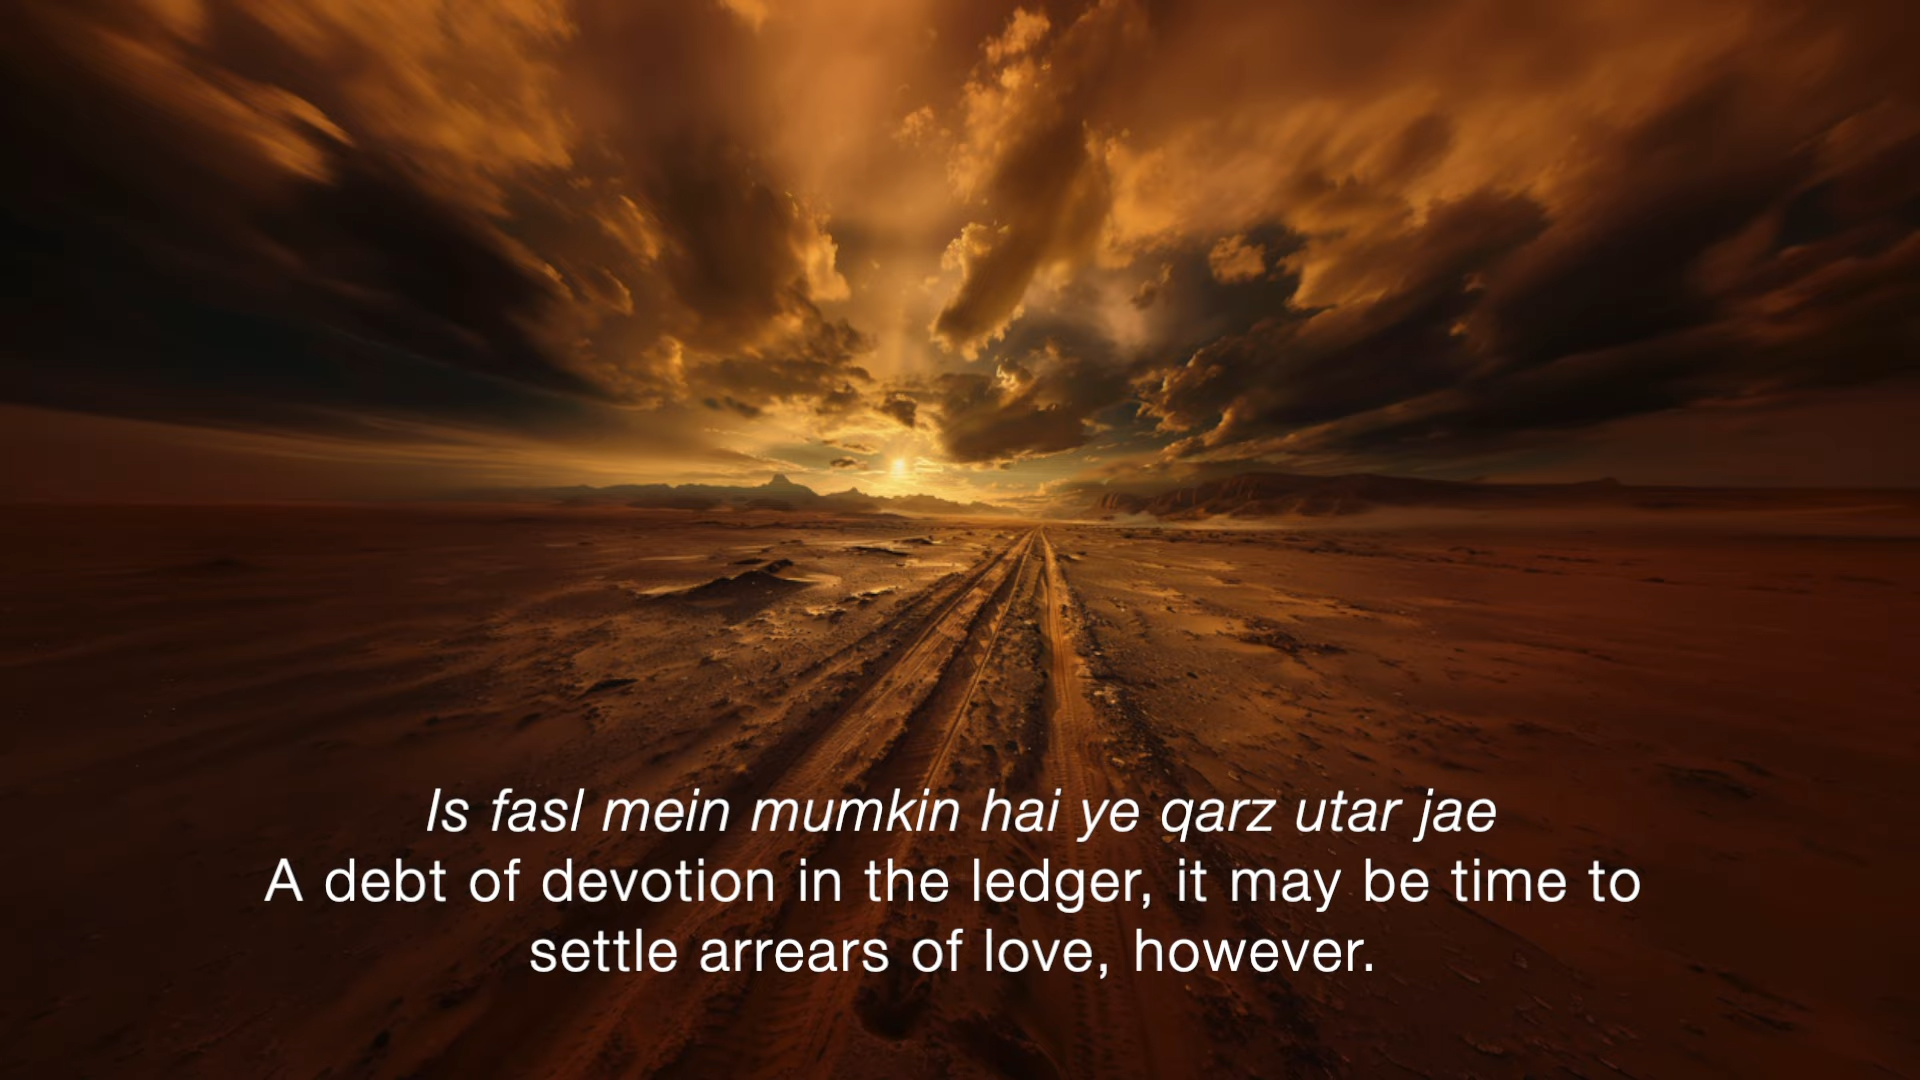 Is fasl mein mumkin hai ye qarz utar jae
A debt of devotion in the ledger, it may be time to
settle arrears of love, however.